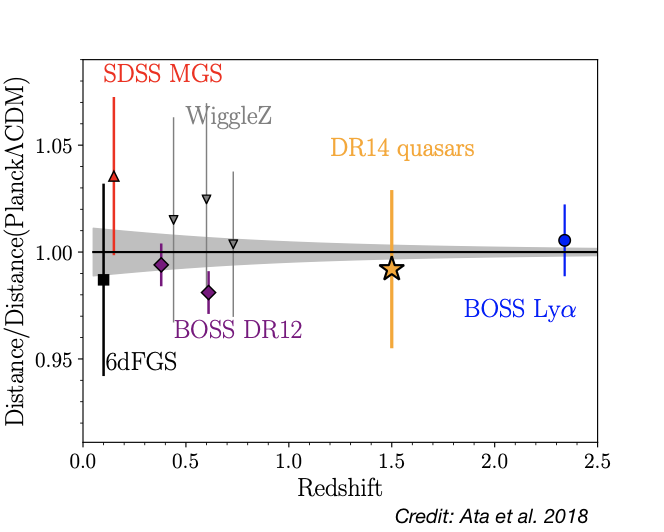 SDSS MGS
WiggleZ
DR14 quasars
BOSS Lyα
BOSS DR12
6dFGS
Distance/Distance(PlanckΛCDM)
1.05
1.00
0.95
0.0 0.5 1.0 1.5 2.0 2.5
Redshift
Credit: Ata et al. 2018